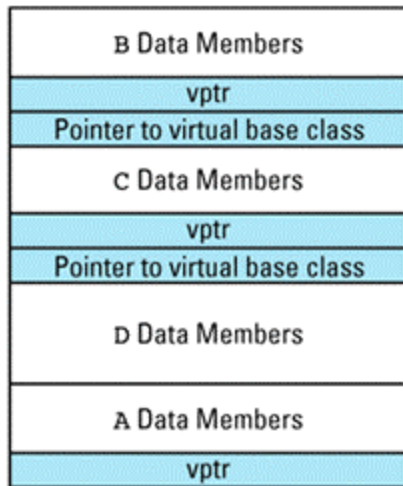 B Data Members
vptr
Pointer to virtual base class
C Data Members
vptr
Pointer to virtual base class
D Data Members
A Data Members
vptr